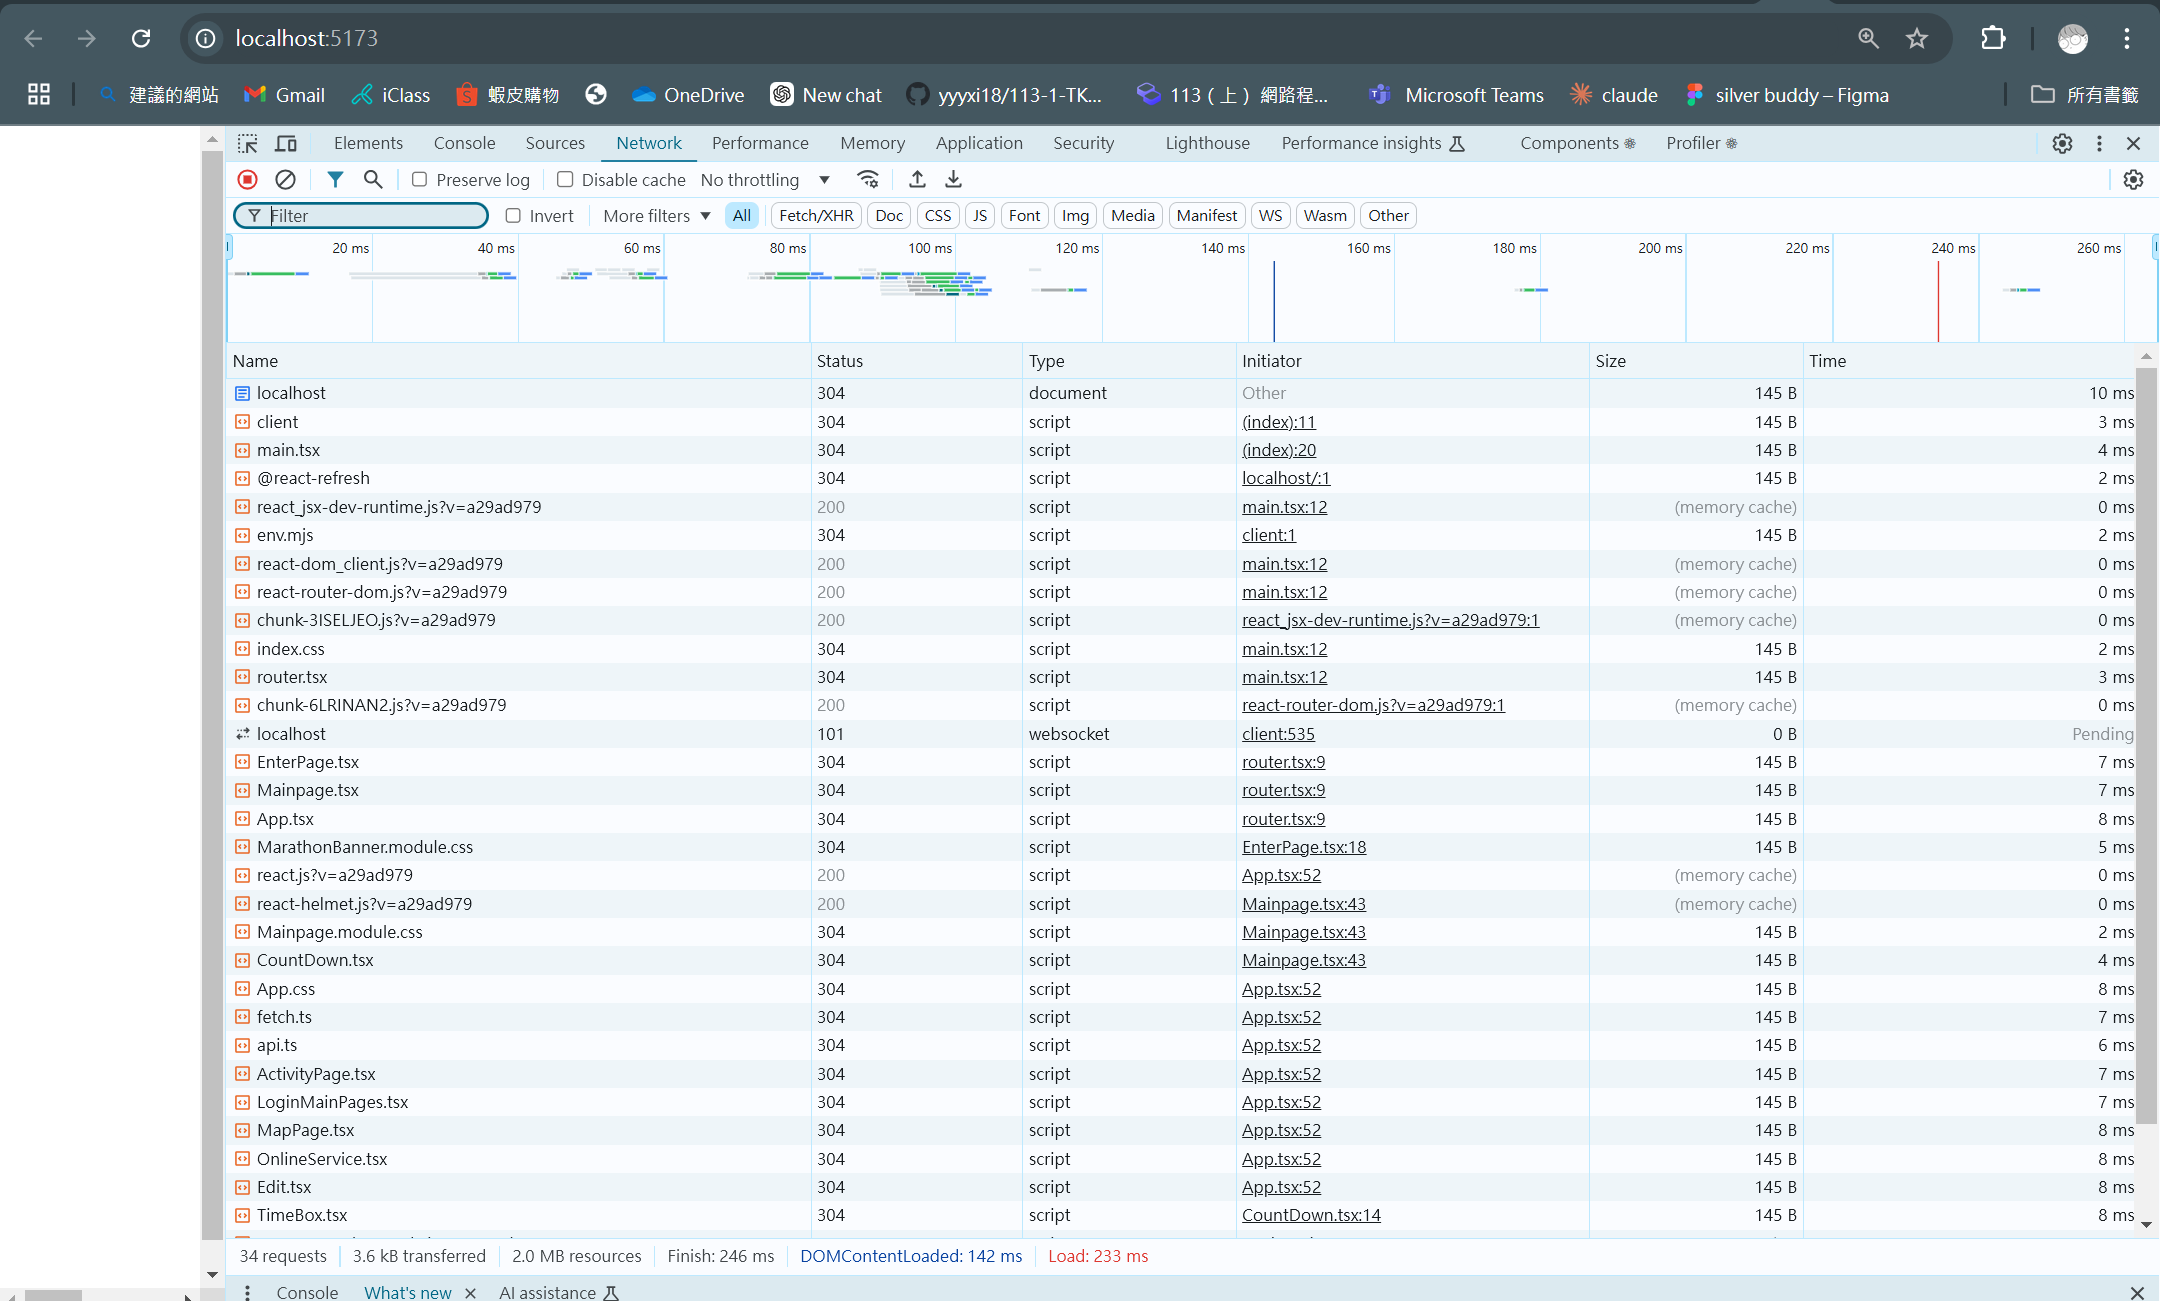 localhost:5173
建議的網站 Gmail iClass 蝦皮購物 OneDrive New chat yyyxi18/113-1-TK... 113（上）網路程... Microsoft Teams claude silver buddy – Figma 所有書籤
Elements Console Sources Network Performance Memory Application Security Lighthouse Performance insights Components Profiler
Preserve log Disable cache No throttling
Filter Invert More filters All Fetch/XHR Doc CSS JS Font Img Media Manifest WS Wasm Other
20 ms 40 ms 60 ms 80 ms 100 ms 120 ms 140 ms 160 ms 180 ms 200 ms 220 ms 240 ms 260 ms
Name Status Type Initiator Size Time
localhost 304 document Other 145 B 10 ms
client 304 script (index):11 145 B 3 ms
main.tsx 304 script (index):20 145 B 4 ms
@react-refresh 304 script localhost/:1 145 B 2 ms
react_jsx-dev-runtime.js?v=a29ad979 200 script main.tsx:12 (memory cache) 0 ms
env.mjs 304 script client:1 145 B 2 ms
react-dom_client.js?v=a29ad979 200 script main.tsx:12 (memory cache) 0 ms
react-router-dom.js?v=a29ad979 200 script main.tsx:12 (memory cache) 0 ms
chunk-3ISELJEO.js?v=a29ad979 200 script react_jsx-dev-runtime.js?v=a29ad979:1 (memory cache) 0 ms
index.css 304 script main.tsx:12 145 B 2 ms
router.tsx 304 script main.tsx:12 145 B 3 ms
chunk-6LRINAN2.js?v=a29ad979 200 script react-router-dom.js?v=a29ad979:1 (memory cache) 0 ms
localhost 101 websocket client:535 0 B Pending
EnterPage.tsx 304 script router.tsx:9 145 B 7 ms
Mainpage.tsx 304 script router.tsx:9 145 B 7 ms
App.tsx 304 script router.tsx:9 145 B 8 ms
MarathonBanner.module.css 304 script EnterPage.tsx:18 145 B 5 ms
react.js?v=a29ad979 200 script App.tsx:52 (memory cache) 0 ms
react-helmet.js?v=a29ad979 200 script Mainpage.tsx:43 (memory cache) 0 ms
Mainpage.module.css 304 script Mainpage.tsx:43 145 B 2 ms
CountDown.tsx 304 script Mainpage.tsx:43 145 B 4 ms
App.css 304 script App.tsx:52 145 B 8 ms
fetch.ts 304 script App.tsx:52 145 B 7 ms
api.ts 304 script App.tsx:52 145 B 6 ms
ActivityPage.tsx 304 script App.tsx:52 145 B 7 ms
LoginMainPages.tsx 304 script App.tsx:52 145 B 7 ms
MapPage.tsx 304 script App.tsx:52 145 B 8 ms
OnlineService.tsx 304 script App.tsx:52 145 B 8 ms
Edit.tsx 304 script App.tsx:52 145 B 8 ms
TimeBox.tsx 304 script CountDown.tsx:14 145 B 8 ms
34 requests 3.6 kB transferred 2.0 MB resources Finish: 246 ms DOMContentLoaded: 142 ms Load: 233 ms
Console What's new AI assistance